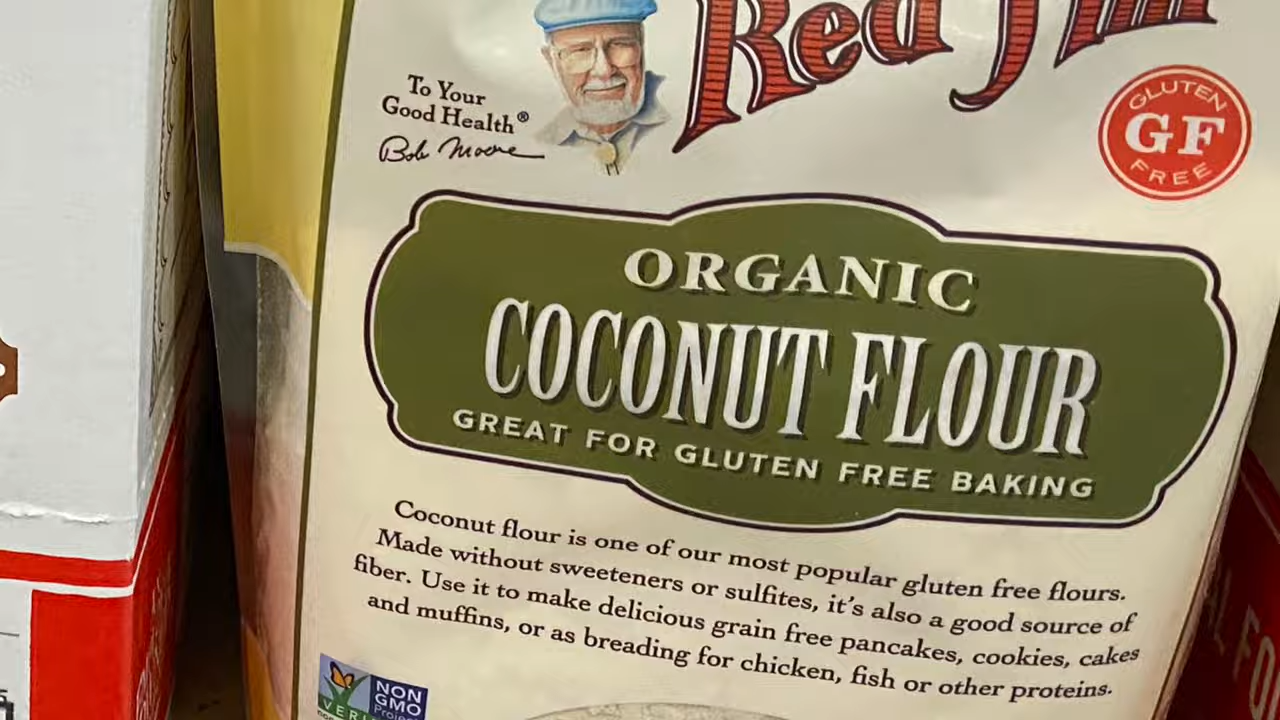 Red Mill
To Your
Good Health®
Bob Moore
GLUTEN
GF
FREE
ORGANIC
COCONUT FLOUR
GREAT FOR GLUTEN FREE BAKING
Coconut flour is one of our most popular gluten free flours.
Made without sweeteners or sulfites, it's also a good source of
fiber. Use it to make delicious grain free pancakes, cookies, cakes
and muffins, or as breading for chicken, fish or other proteins.
NON
GMO
Project